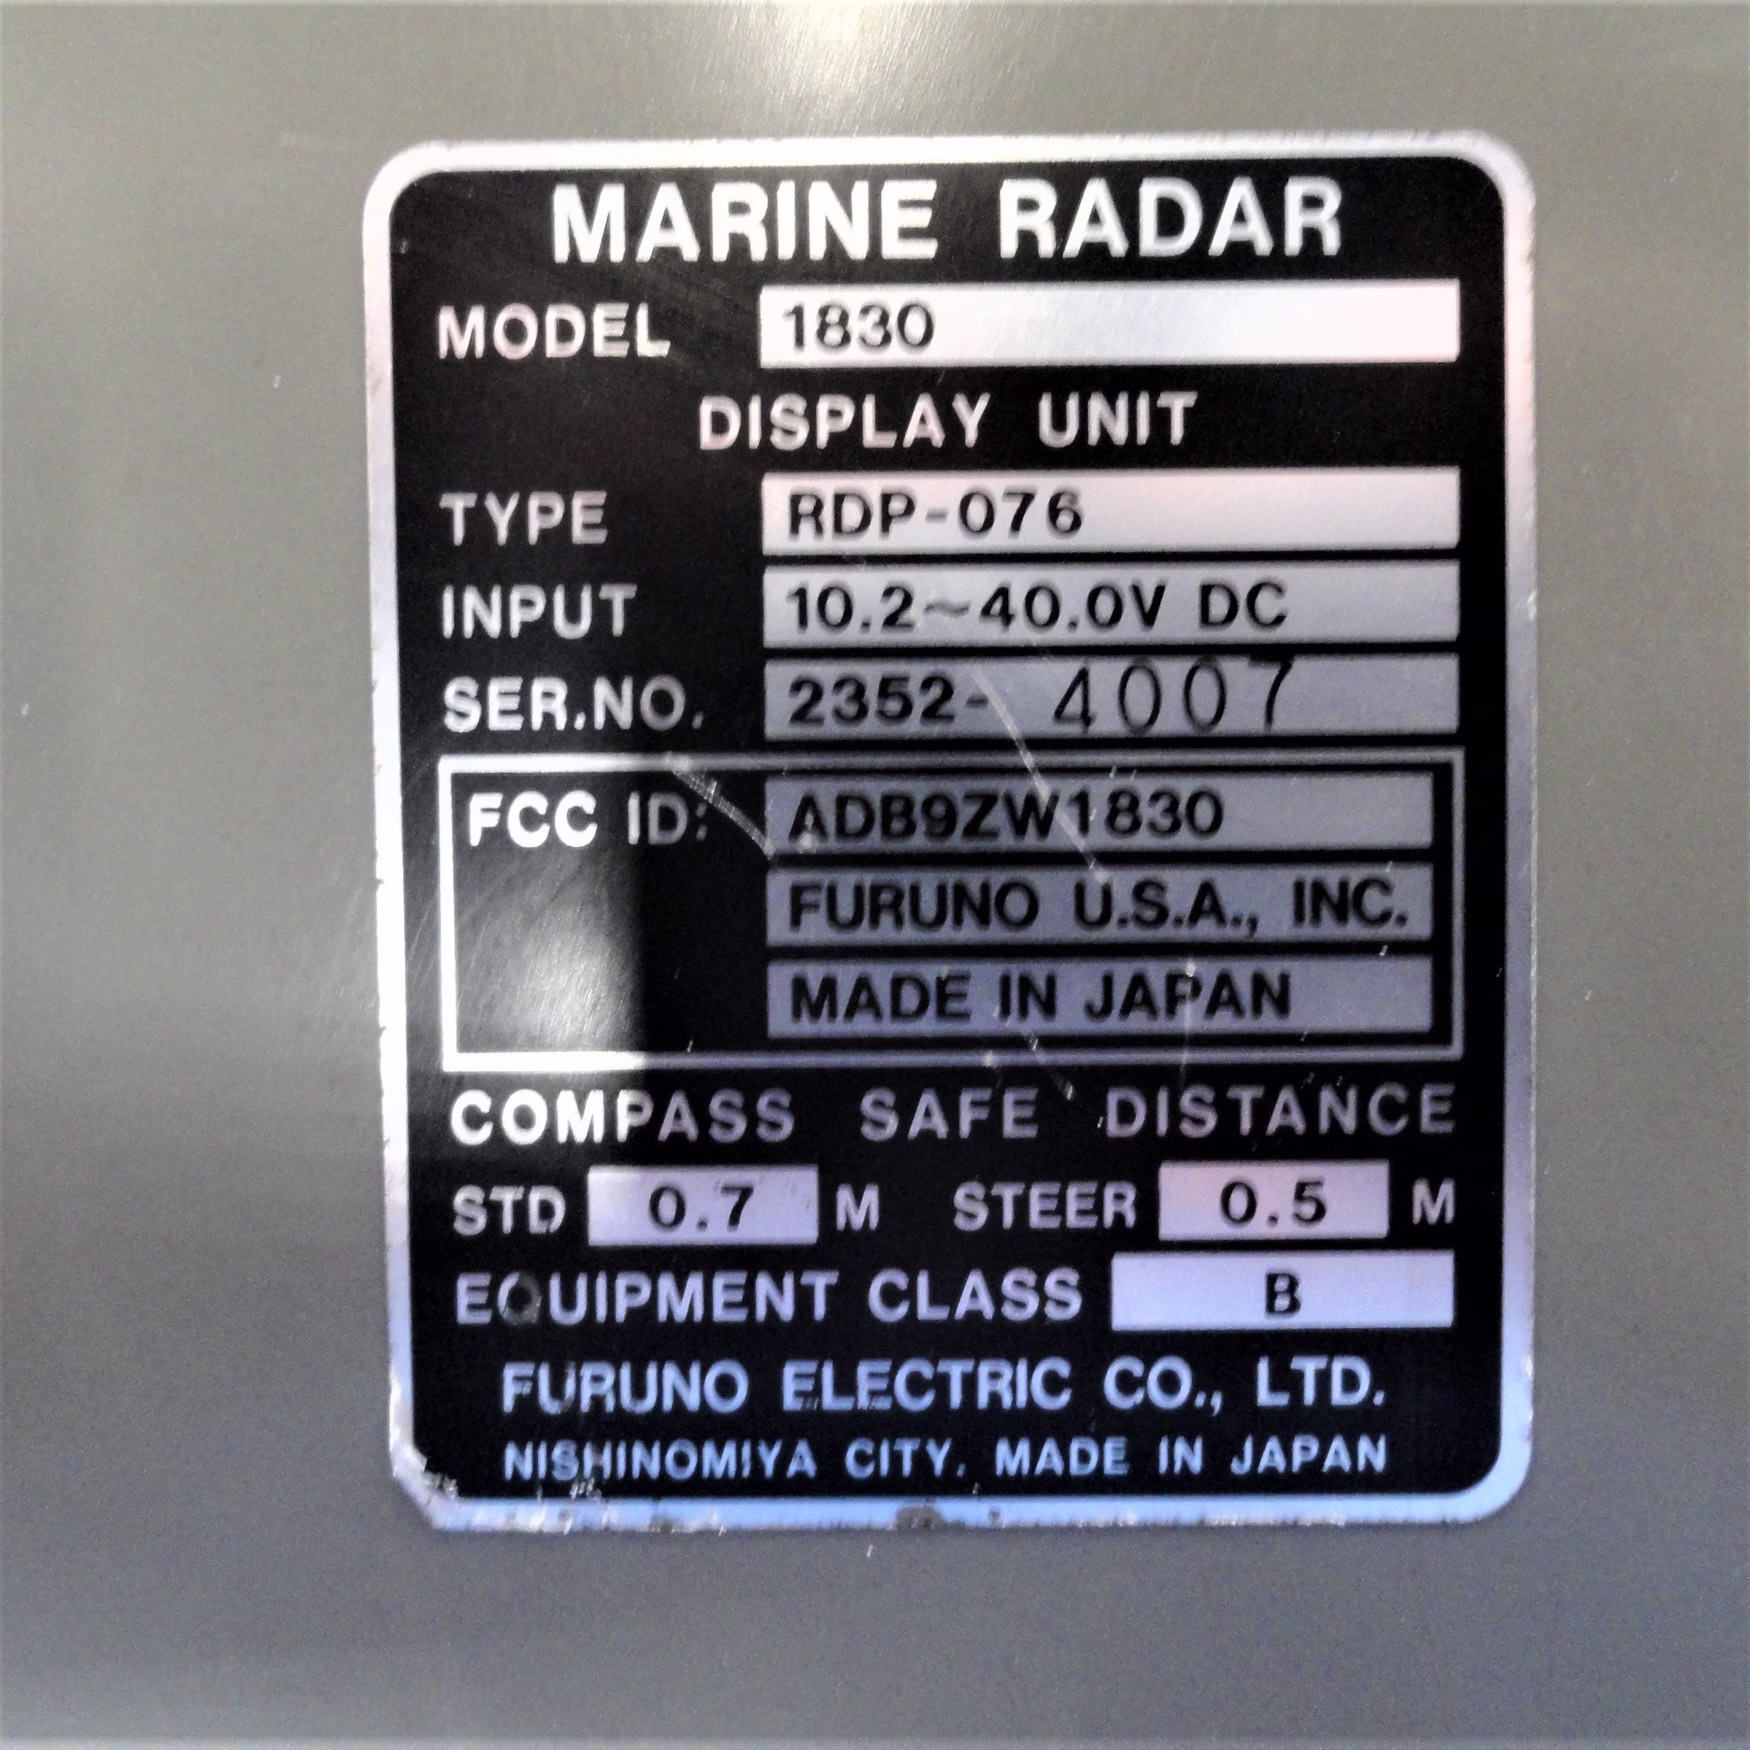 MARINE RADAR
MODEL 1830
DISPLAY UNIT
TYPE RDP-076
INPUT 10.2~40.0V DC
SER.NO. 2352- 4007
FCC ID: ADB9ZW1830
FURUNO U.S.A., INC.
MADE IN JAPAN
COMPASS SAFE DISTANCE
STD 0.7 M STEER 0.5 M
EQUIPMENT CLASS B
FURUNO ELECTRIC CO., LTD.
NISHINOMIYA CITY, MADE IN JAPAN